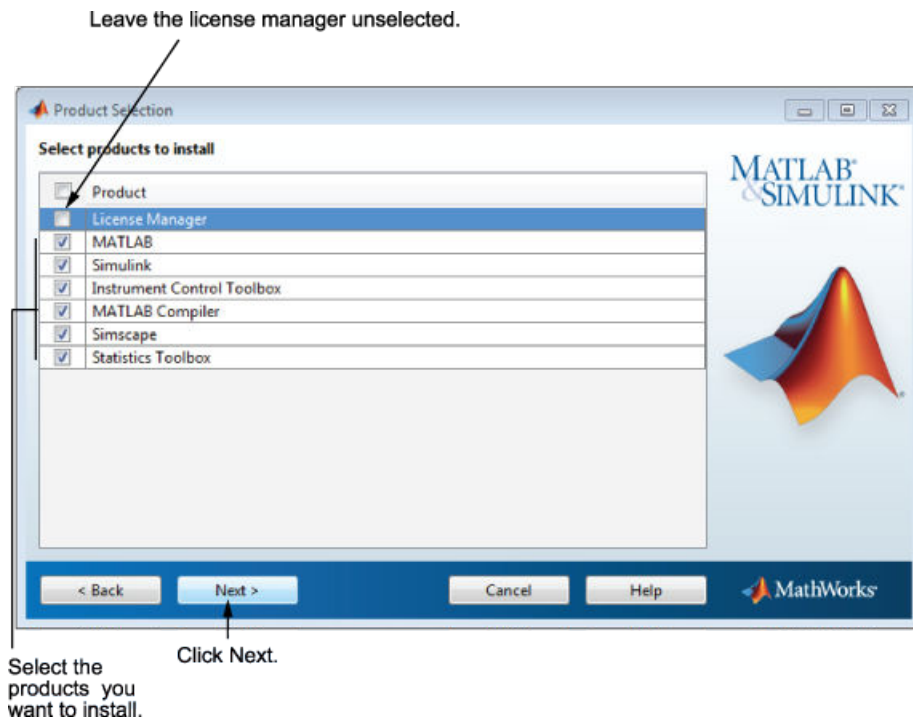 Leave the license manager unselected.
Product Selection
Select products to install
MATLAB®
&SIMULINK®
Product
License Manager
MATLAB
Simulink
Instrument Control Toolbox
MATLAB Compiler
Simscape
Statistics Toolbox
< Back
Next >
Cancel
Help
MathWorks®
Click Next.
Select the
products you
want to install.